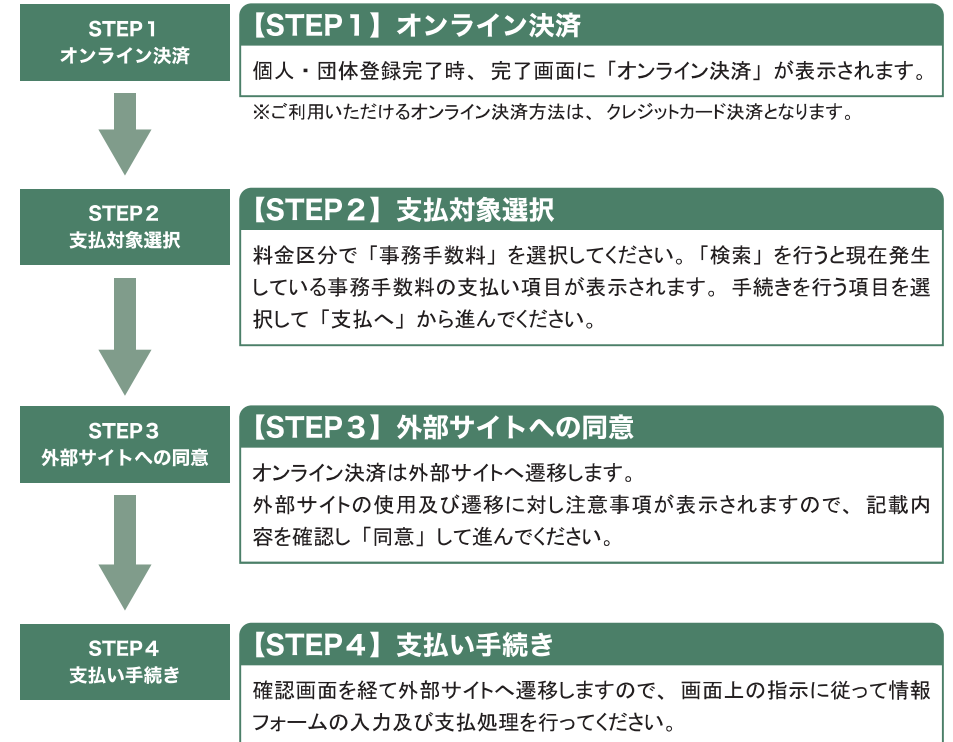 STEP1
オンライン決済
【STEP1】オンライン決済
個人・団体登録完了時、完了画面に「オンライン決済」が表示されます。
※ご利用いただけるオンライン決済方法は、クレジットカード決済となります。
STEP2
支払対象選択
【STEP2】支払対象選択
料金区分で「事務手数料」を選択してください。「検索」を行うと現在発生
している事務手数料の支払い項目が表示されます。手続きを行う項目を選
択して「支払へ」から進んでください。
STEP3
外部サイトへの同意
【STEP3】外部サイトへの同意
オンライン決済は外部サイトへ遷移します。
外部サイトの使用及び遷移に対し注意事項が表示されますので、記載内
容を確認し「同意」して進んでください。
STEP4
支払い手続き
【STEP4】支払い手続き
確認画面を経て外部サイトへ遷移しますので、画面上の指示に従って情報
フォームの入力及び支払処理を行ってください。